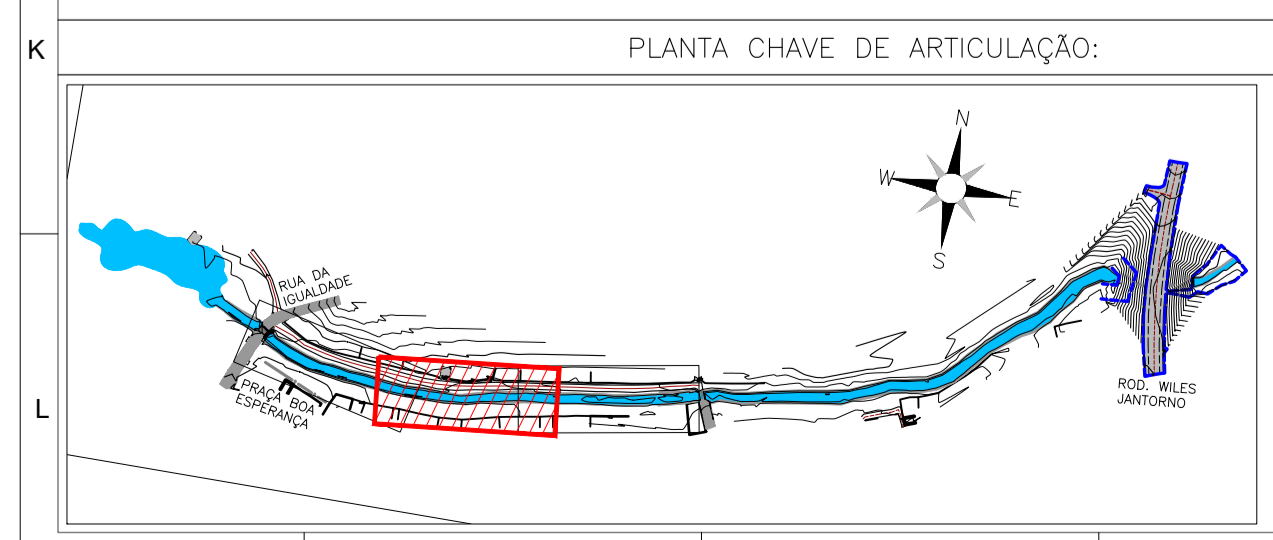 K
PLANTA CHAVE DE ARTICULAÇÃO:
N
W
E
S
RUA DA
IGUALDADE
PRAÇA BOA
ESPERANÇA
ROD. WILES
JANTORNO
L